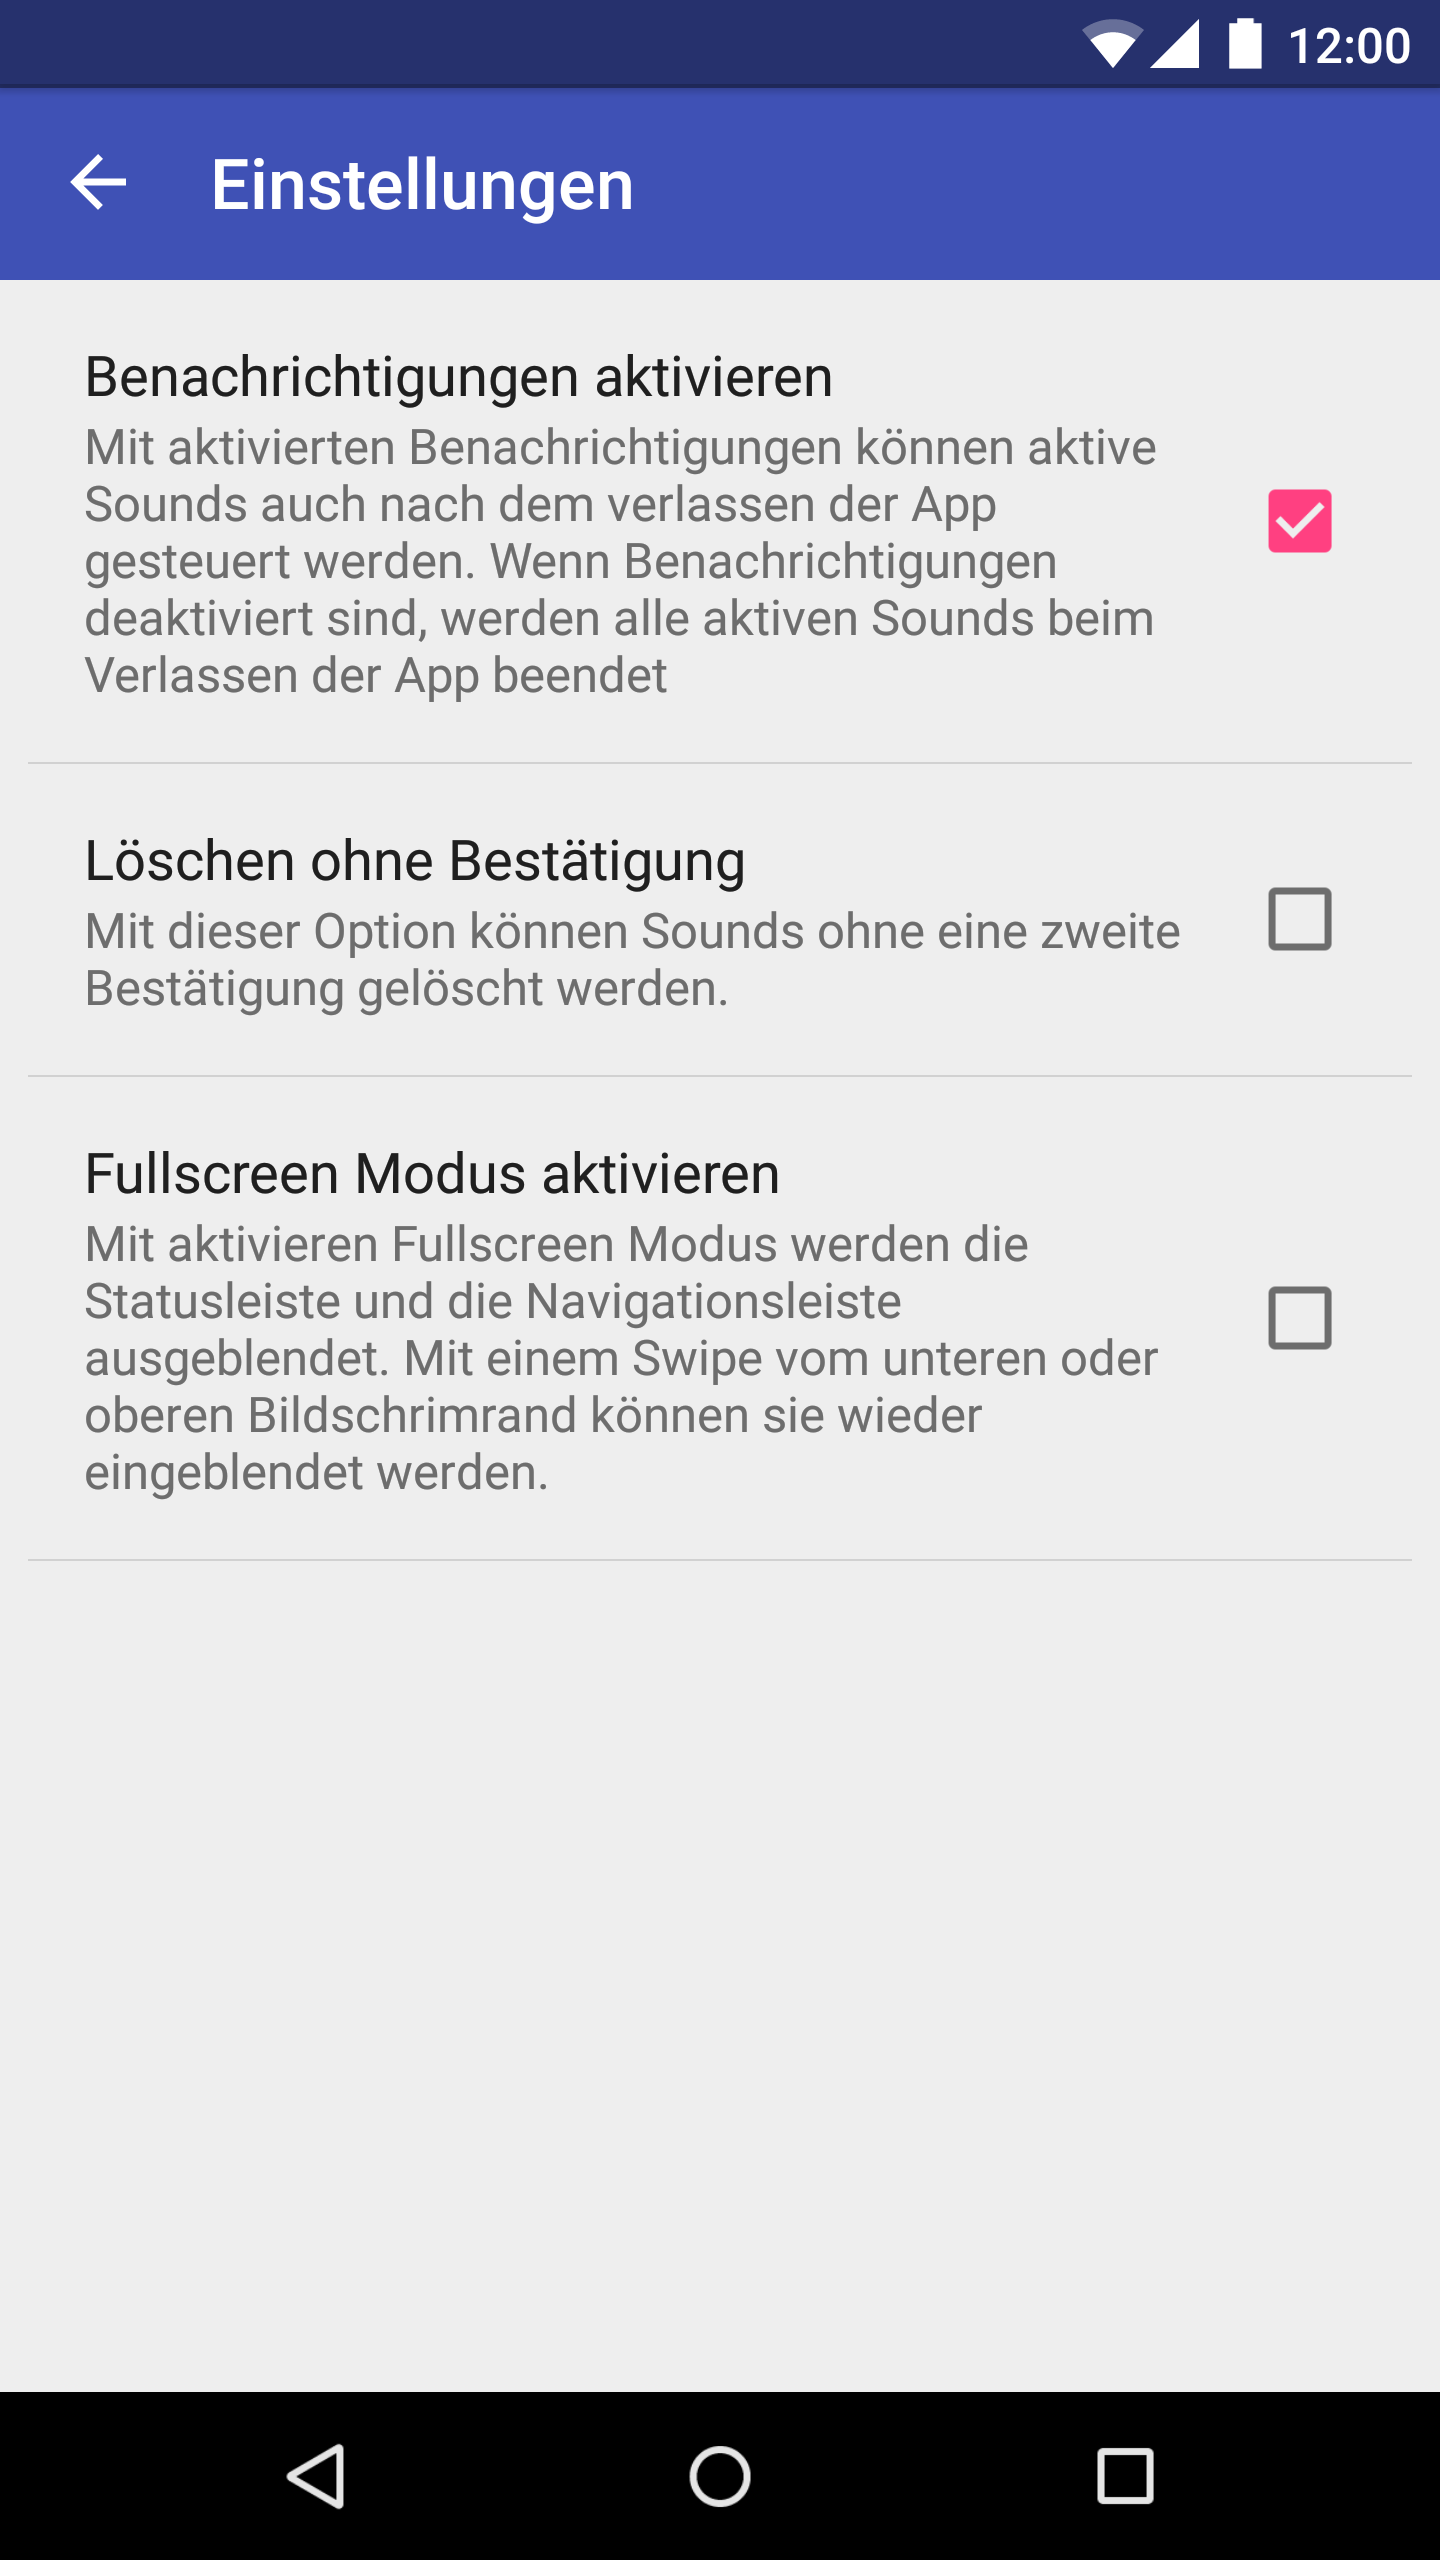 12:00
Einstellungen
Benachrichtigungen aktivieren
Mit aktivierten Benachrichtigungen können aktive
Sounds auch nach dem verlassen der App
gesteuert werden. Wenn Benachrichtigungen
deaktiviert sind, werden alle aktiven Sounds beim
Verlassen der App beendet
Löschen ohne Bestätigung
Mit dieser Option können Sounds ohne eine zweite
Bestätigung gelöscht werden.
Fullscreen Modus aktivieren
Mit aktivieren Fullscreen Modus werden die
Statusleiste und die Navigationsleiste
ausgeblendet. Mit einem Swipe vom unteren oder
oberen Bildschrimrand können sie wieder
eingeblendet werden.